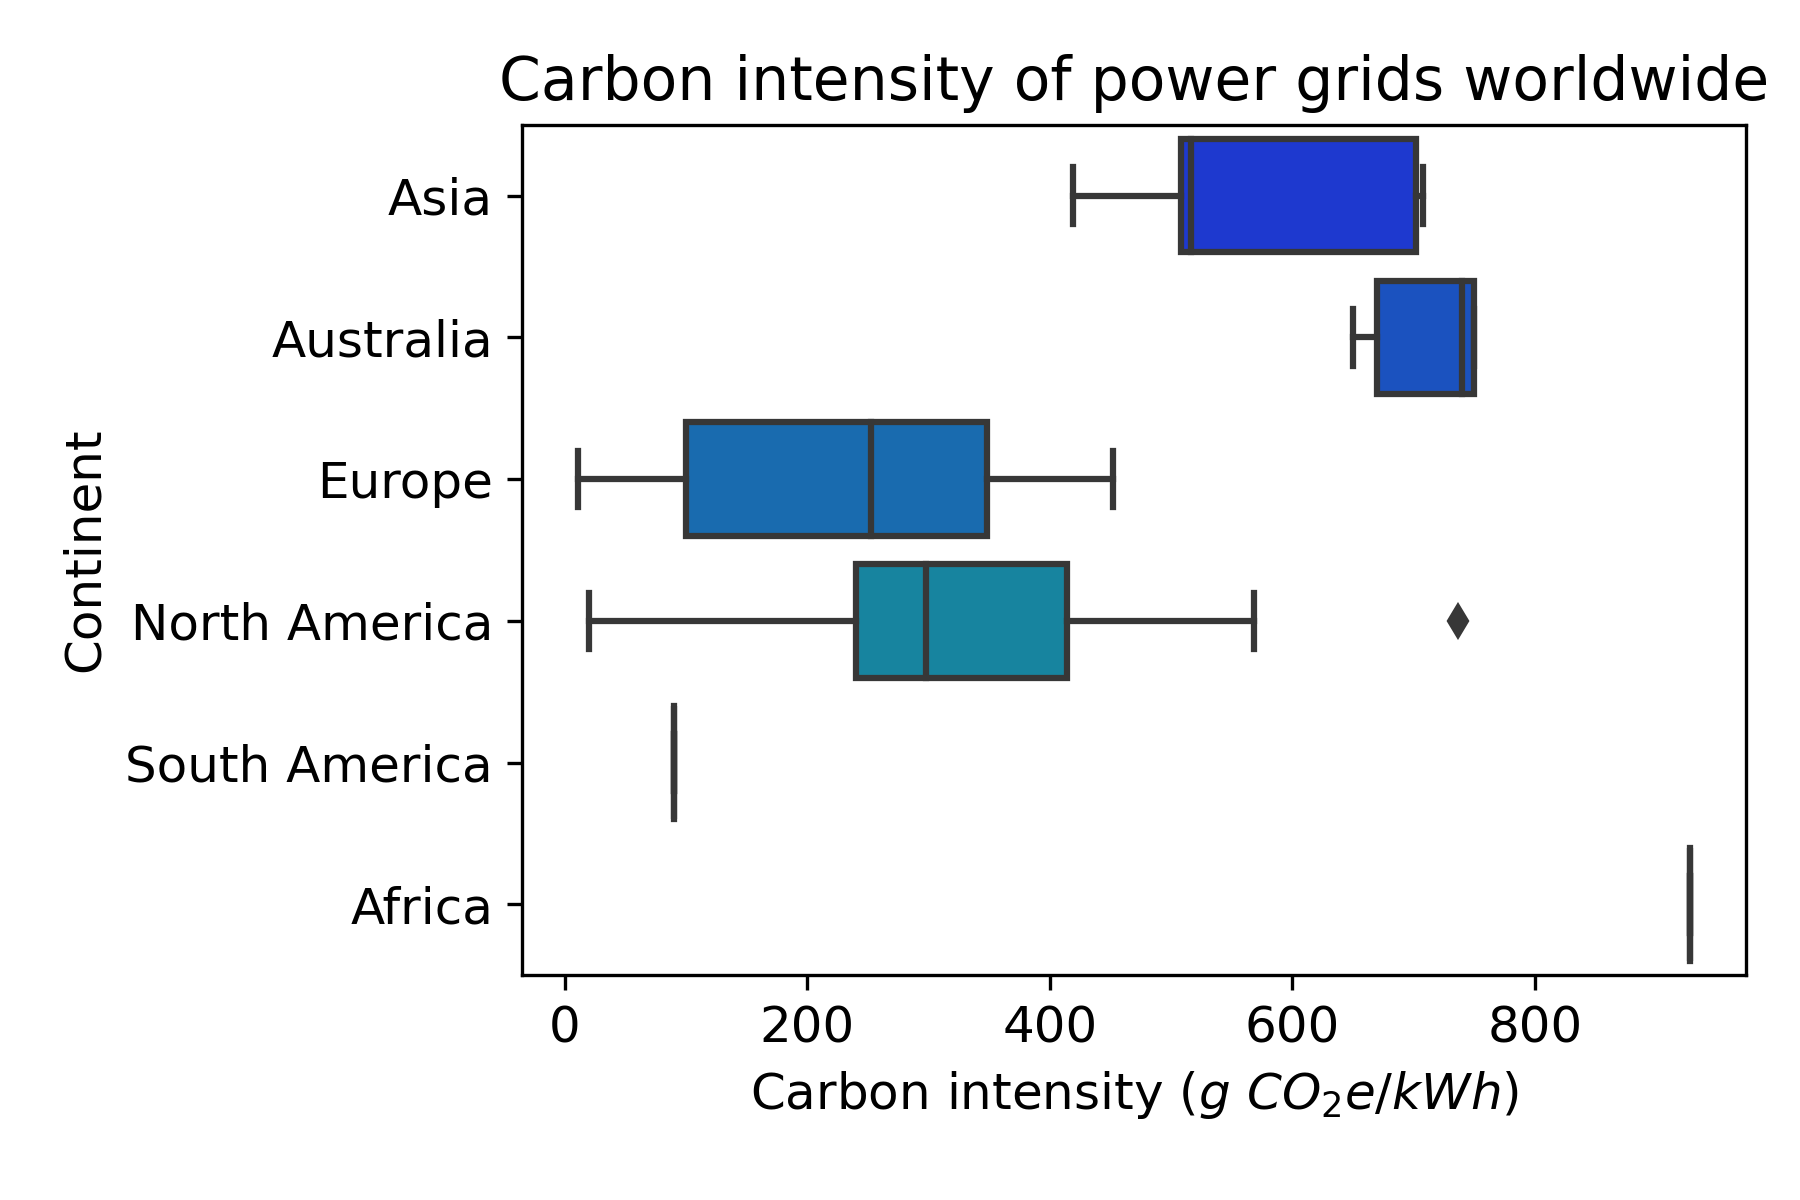 Carbon intensity of power grids worldwide
Asia
Australia
Europe
North America
South America
Africa
Continent
0 200 400 600 800
Carbon intensity (g CO₂e/kWh)